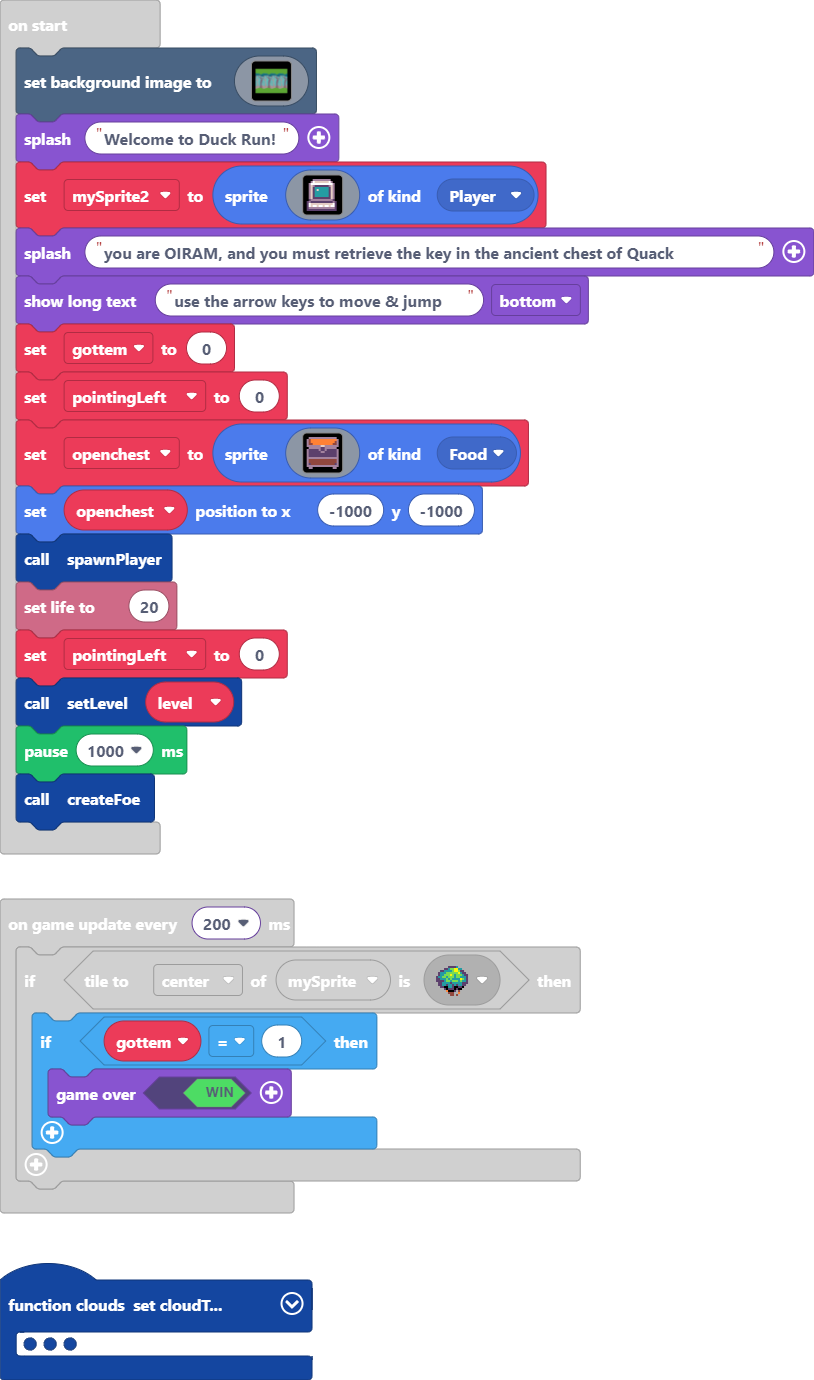 on start
set background image to
splash "Welcome to Duck Run! "
set mySprite2 to sprite of kind Player
splash "you are OIRAM, and you must retrieve the key in the ancient chest of Quack "
show long text "use the arrow keys to move & jump " bottom
set gottem to 0
set pointingLeft to 0
set openchest to sprite of kind Food
set openchest position to x -1000 y -1000
call spawnPlayer
set life to 20
set pointingLeft to 0
call setLevel level
pause 1000 ms
call createFoe
on game update every 200 ms
if tile to center of mySprite is then
if gottem = 1 then
game over WIN
function clouds set cloudT...